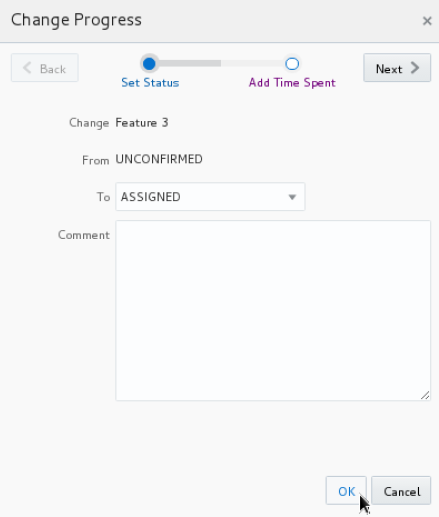 Change Progress ×
Back Next
Set Status Add Time Spent
Change Feature 3
From UNCONFIRMED
To ASSIGNED
Comment
OK Cancel